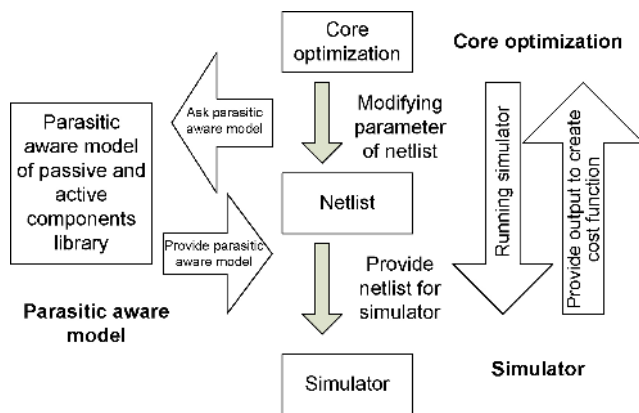 Core
optimization
Core optimization
Ask parasitic
aware model
Modifying
parameter
of netlist
Parasitic
aware model
of passive and
active
components
library
Netlist
Running simulator
Provide output to create
cost function
Provide parasitic
aware model
Provide
netlist for
simulator
Parasitic aware
model
Simulator
Simulator